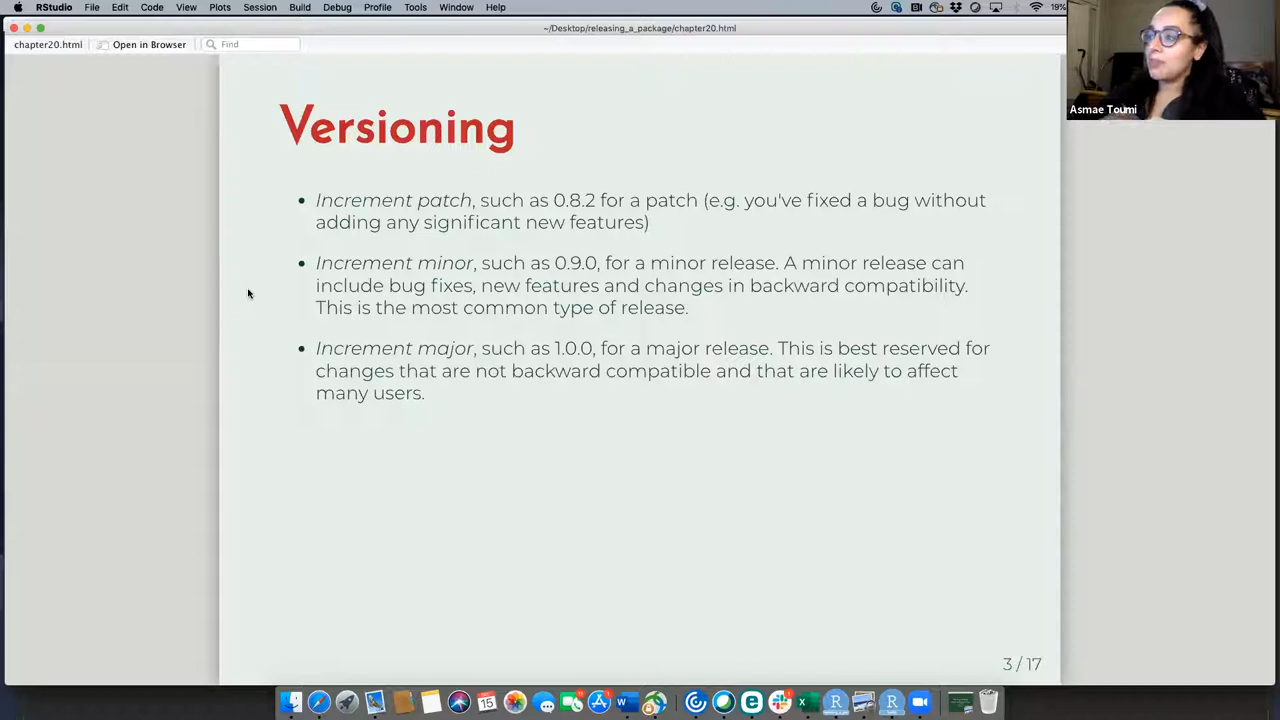 RStudio File Edit Code View Plots Session Build Debug Profile Tools Window Help 19%
~/Desktop/releasing_a_package/chapter20.html
chapter20.html Open in Browser Find
Asmae Toumi
Versioning
• Increment patch, such as 0.8.2 for a patch (e.g. you've fixed a bug without
adding any significant new features)
• Increment minor, such as 0.9.0, for a minor release. A minor release can
include bug fixes, new features and changes in backward compatibility.
This is the most common type of release.
• Increment major, such as 1.0.0, for a major release. This is best reserved for
changes that are not backward compatible and that are likely to affect
many users.
3 / 17
15